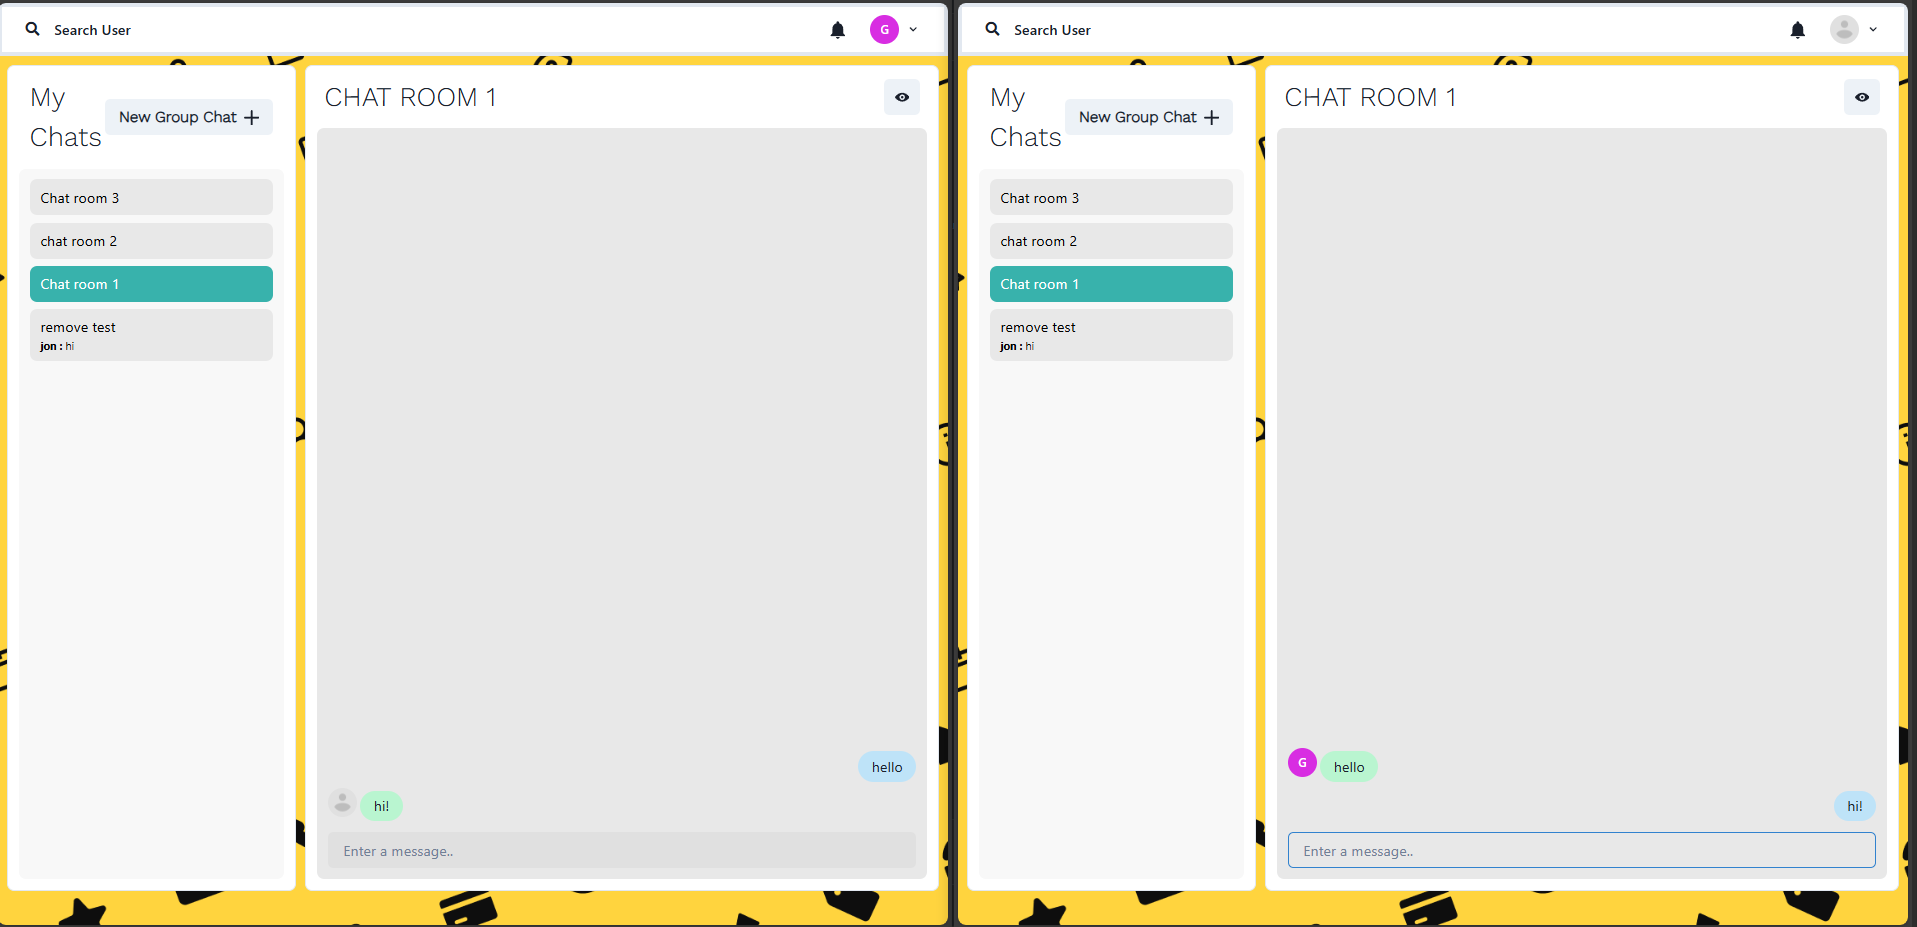 Search User
G
My
Chats
New Group Chat
Chat room 3
chat room 2
Chat room 1
remove test
jon : hi
CHAT ROOM 1
hello
hi!
Enter a message..
Search User
My
Chats
New Group Chat
Chat room 3
chat room 2
Chat room 1
remove test
jon : hi
CHAT ROOM 1
G
hello
hi!
Enter a message..